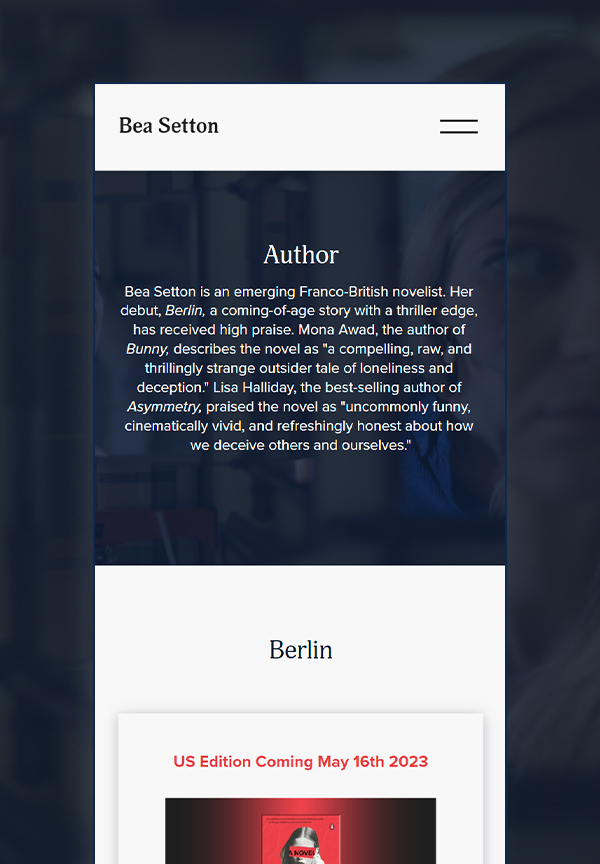 Bea Setton
Author
Bea Setton is an emerging Franco-British novelist. Her
debut, Berlin, a coming-of-age story with a thriller edge,
has received high praise. Mona Awad, the author of
Bunny, describes the novel as "a compelling, raw, and
thrillingly strange outsider tale of loneliness and
deception." Lisa Halliday, the best-selling author of
Asymmetry, praised the novel as "uncommonly funny,
cinematically vivid, and refreshingly honest about how
we deceive others and ourselves."
Berlin
US Edition Coming May 16th 2023
A NOVEL